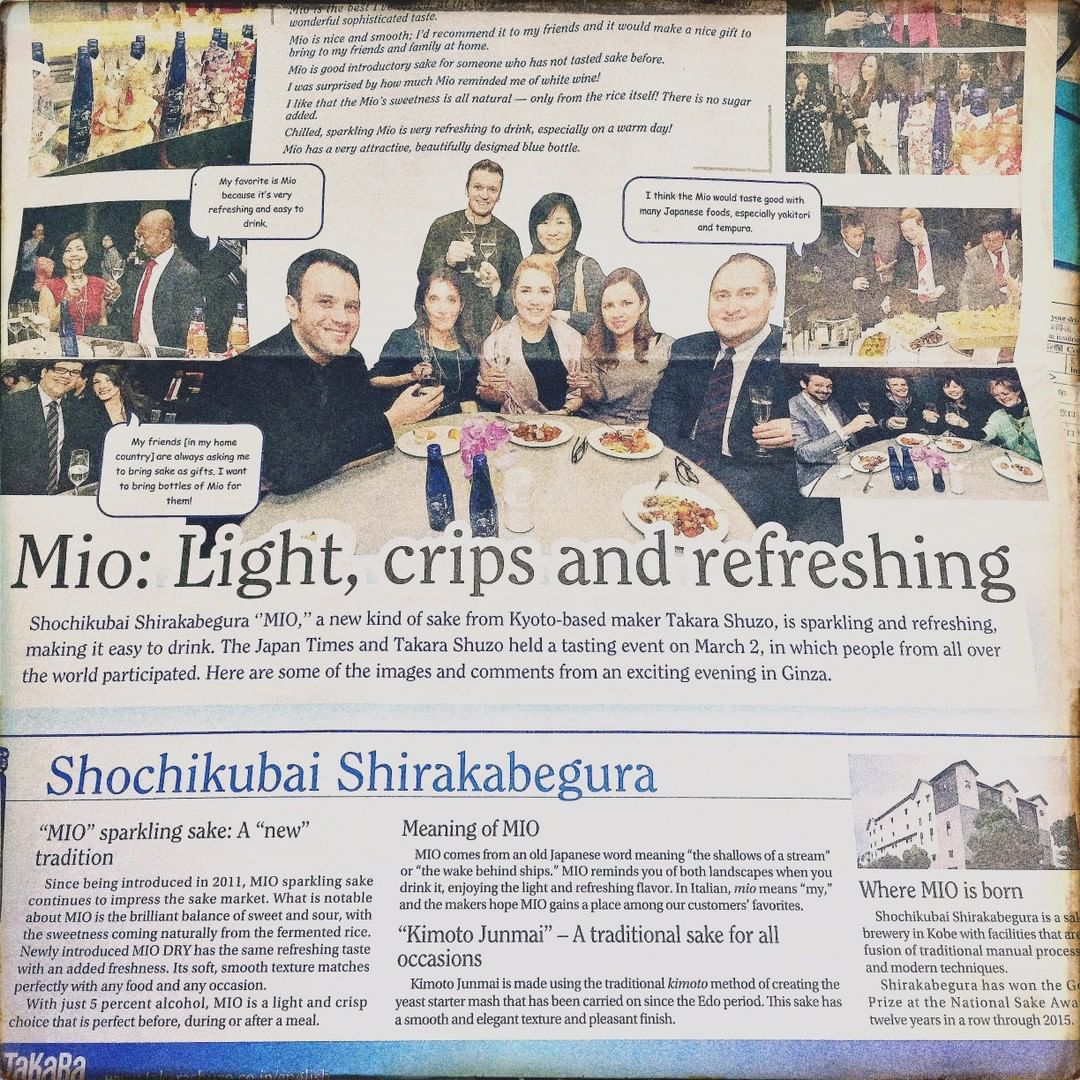 Mio is the best I've
wonderful sophisticated taste.
Mio is nice and smooth; I'd recommend it to my friends and it would make a nice gift to
bring to my friends and family at home.
Mio is good introductory sake for someone who has not tasted sake before.
I was surprised by how much Mio reminded me of white wine!
I like that the Mio's sweetness is all natural — only from the rice itself! There is no sugar
added.
Chilled, sparkling Mio is very refreshing to drink, especially on a warm day!
Mio has a very attractive, beautifully designed blue bottle.
My favorite is Mio
because it's very
refreshing and easy to
drink.
I think the Mio would taste good with
many Japanese foods, especially yakitori
and tempura.
My friends [in my home
country] are always asking me
to bring sake as gifts. I want
to bring bottles of Mio for
them!
Mio: Light, crips and refreshing
Shochikubai Shirakabegura "MIO," a new kind of sake from Kyoto-based maker Takara Shuzo, is sparkling and refreshing,
making it easy to drink. The Japan Times and Takara Shuzo held a tasting event on March 2, in which people from all over
the world participated. Here are some of the images and comments from an exciting evening in Ginza.
Shochikubai Shirakabegura
"MIO" sparkling sake: A "new"
tradition
Since being introduced in 2011, MIO sparkling sake
continues to impress the sake market. What is notable
about MIO is the brilliant balance of sweet and sour, with
the sweetness coming naturally from the fermented rice.
Newly introduced MIO DRY has the same refreshing taste
with an added freshness. Its soft, smooth texture matches
perfectly with any food and any occasion.
With just 5 percent alcohol, MIO is a light and crisp
choice that is perfect before, during or after a meal.
Meaning of MIO
MIO comes from an old Japanese word meaning "the shallows of a stream"
or "the wake behind ships." MIO reminds you of both landscapes when you
drink it, enjoying the light and refreshing flavor. In Italian, mio means "my,"
and the makers hope MIO gains a place among our customers' favorites.
"Kimoto Junmai" – A traditional sake for all
occasions
Kimoto Junmai is made using the traditional kimoto method of creating the
yeast starter mash that has been carried on since the Edo period. This sake has
a smooth and elegant texture and pleasant finish.
Where MIO is born
Shochikubai Shirakabegura is a
brewery in Kobe with facilities that
fusion of traditional manual
and modern techniques.
Shirakabegura has won the
Prize at the National Sake
twelve years in a row through 2015.
TaKaRa